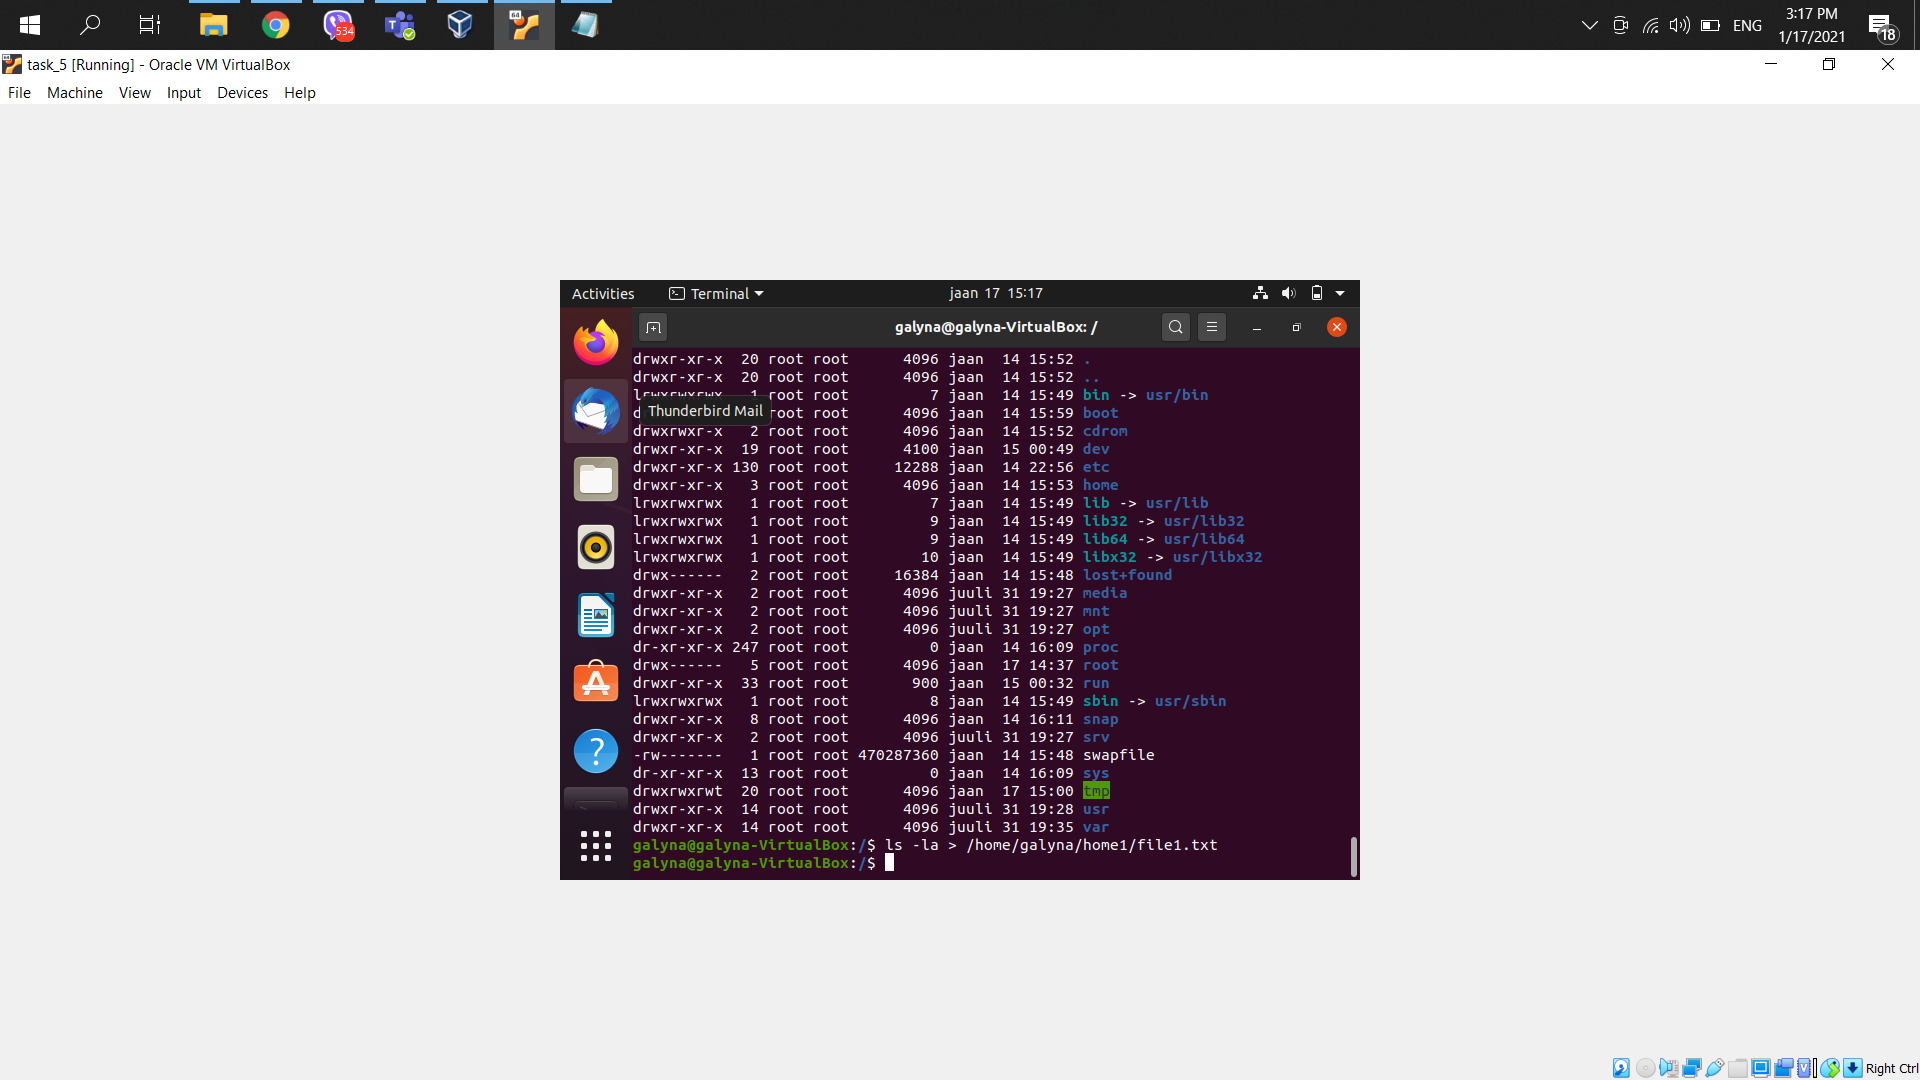 534
64
ENG
3:17 PM
1/17/2021
18
task_5 [Running] - Oracle VM VirtualBox
File Machine View Input Devices Help
Activities Terminal jaan 17 15:17
galyna@galyna-VirtualBox: /
drwxr-xr-x 20 root root 4096 jaan 14 15:52 .
drwxr-xr-x 20 root root 4096 jaan 14 15:52 ..
lrwxrwxrwx 1 root root 7 jaan 14 15:49 bin -> usr/bin
root root 4096 jaan 14 15:59 boot
Thunderbird Mail
drwxrwxr-x 2 root root 4096 jaan 14 15:52 cdrom
drwxr-xr-x 19 root root 4100 jaan 15 00:49 dev
drwxr-xr-x 130 root root 12288 jaan 14 22:56 etc
drwxr-xr-x 3 root root 4096 jaan 14 15:53 home
lrwxrwxrwx 1 root root 7 jaan 14 15:49 lib -> usr/lib
lrwxrwxrwx 1 root root 9 jaan 14 15:49 lib32 -> usr/lib32
lrwxrwxrwx 1 root root 9 jaan 14 15:49 lib64 -> usr/lib64
lrwxrwxrwx 1 root root 10 jaan 14 15:49 libx32 -> usr/libx32
drwx------ 2 root root 16384 jaan 14 15:48 lost+found
drwxr-xr-x 2 root root 4096 juuli 31 19:27 media
drwxr-xr-x 2 root root 4096 juuli 31 19:27 mnt
drwxr-xr-x 2 root root 4096 juuli 31 19:27 opt
dr-xr-xr-x 247 root root 0 jaan 14 16:09 proc
drwx------ 5 root root 4096 jaan 17 14:37 root
drwxr-xr-x 33 root root 900 jaan 15 00:32 run
lrwxrwxrwx 1 root root 8 jaan 14 15:49 sbin -> usr/sbin
drwxr-xr-x 8 root root 4096 jaan 14 16:11 snap
drwxr-xr-x 2 root root 4096 juuli 31 19:27 srv
-rw------- 1 root root 470287360 jaan 14 15:48 swapfile
dr-xr-xr-x 13 root root 0 jaan 14 16:09 sys
drwxrwxrwt 20 root root 4096 jaan 17 15:00 tmp
drwxr-xr-x 14 root root 4096 juuli 31 19:28 usr
drwxr-xr-x 14 root root 4096 juuli 31 19:35 var
galyna@galyna-VirtualBox:/$ ls -la > /home/galyna/home1/file1.txt
galyna@galyna-VirtualBox:/$
Right Ctrl